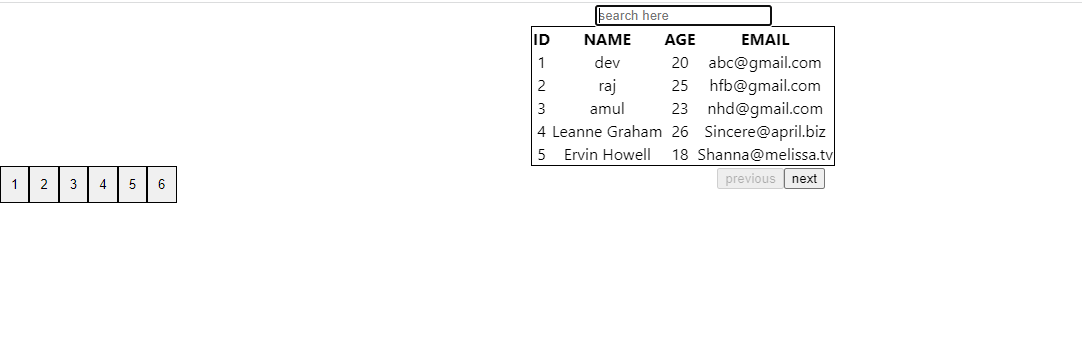 search here
ID NAME AGE EMAIL
1 dev 20 abc@gmail.com
2 raj 25 hfb@gmail.com
3 amul 23 nhd@gmail.com
4 Leanne Graham 26 Sincere@april.biz
5 Ervin Howell 18 Shanna@melissa.tv
previous next
1 2 3 4 5 6